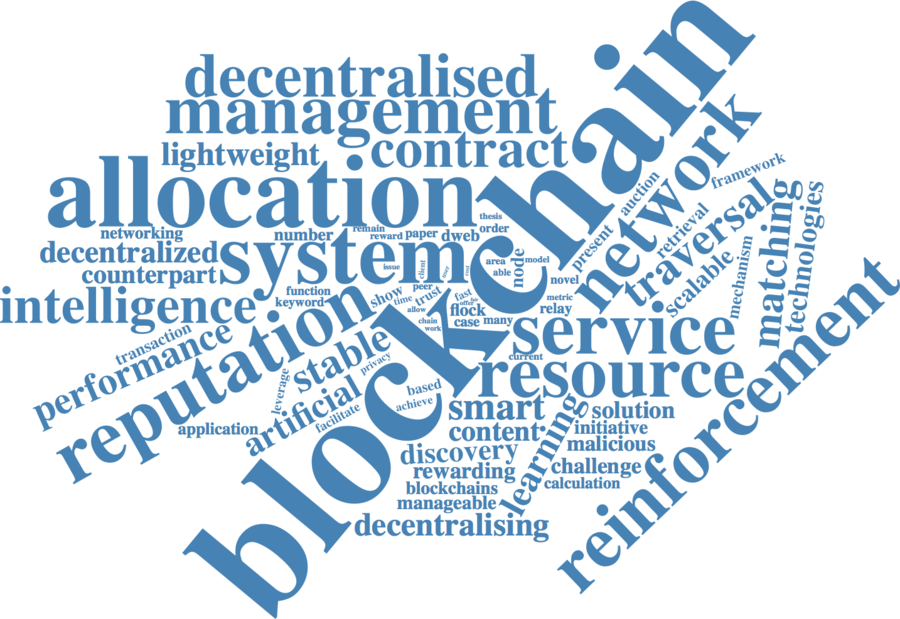 decentralised
management
lightweight
contract
allocation
blockchain
network
framework
auction
thesis
networking
number
remain
reward
paper
dweb
order
present
retrieval
traversal
matching
technologies
decentralized
system
counterpart
issue
client
area
able
node
model
novel
scalable
mechanism
intelligence
function
keyword
show
time
peer
trust
allow
fast
offer
flock
case
many
chain
work
metric
relay
service
transaction
performance
reputation
stable
privacy
current
resource
reinforcement
leverage
artificial
facilitate
application
based
achieve
smart
content
learning
solution
initiative
malicious
discovery
rewarding
challenge
calculation
blockchains
manageable
decentralising